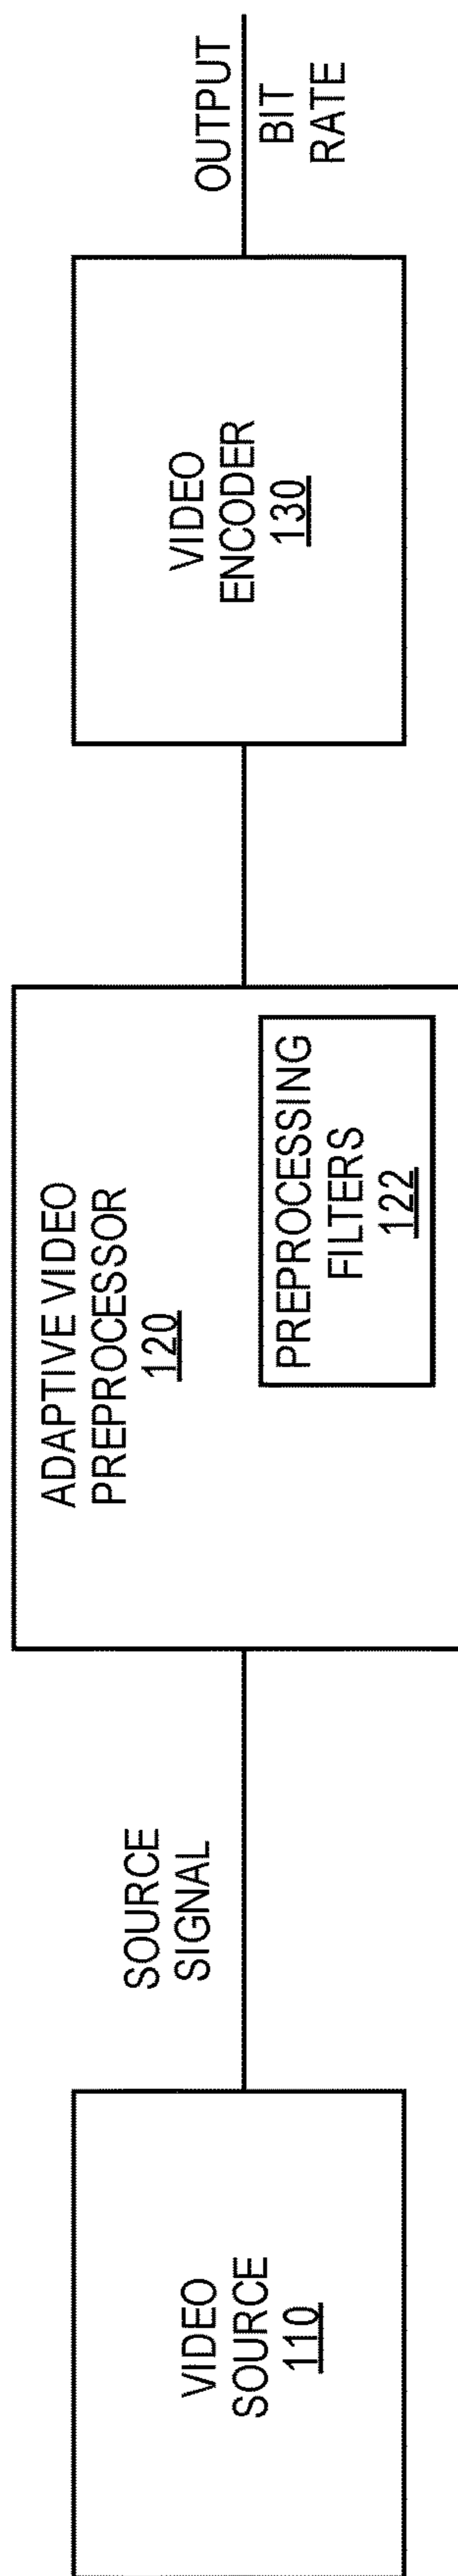 VIDEO
SOURCE
110
SOURCE
SIGNAL
ADAPTIVE VIDEO
PREPROCESSOR
120
PREPROCESSING
FILTERS
122
VIDEO
ENCODER
130
OUTPUT
BIT
RATE